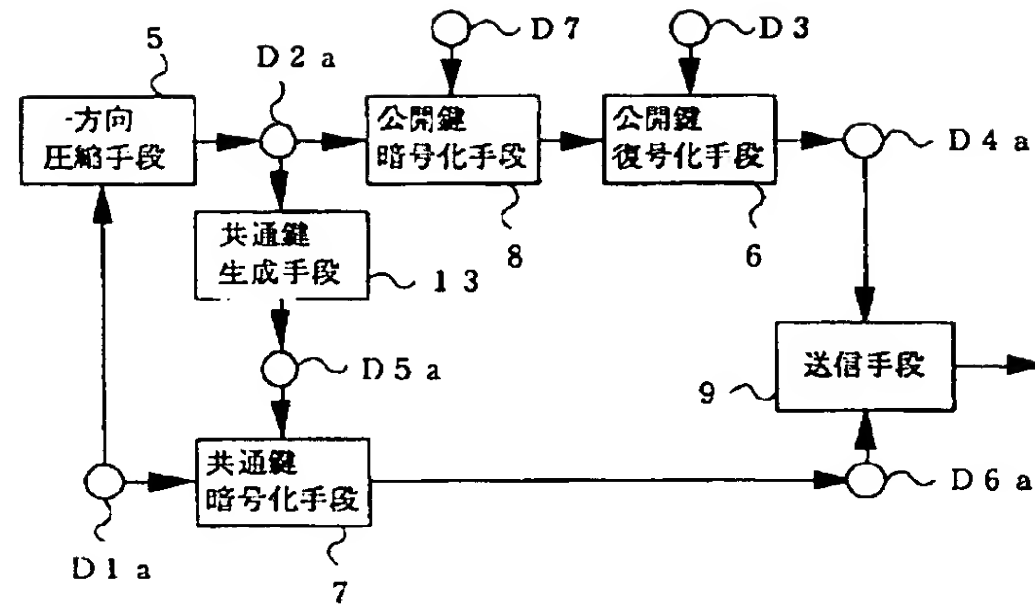 5
D2a
D7
D3
一方向
圧縮手段
公開鍵
暗号化手段
公開鍵
復号化手段
D4a
8
6
共通鍵
生成手段
13
D5a
送信手段
9
共通鍵
暗号化手段
D6a
D1a
7